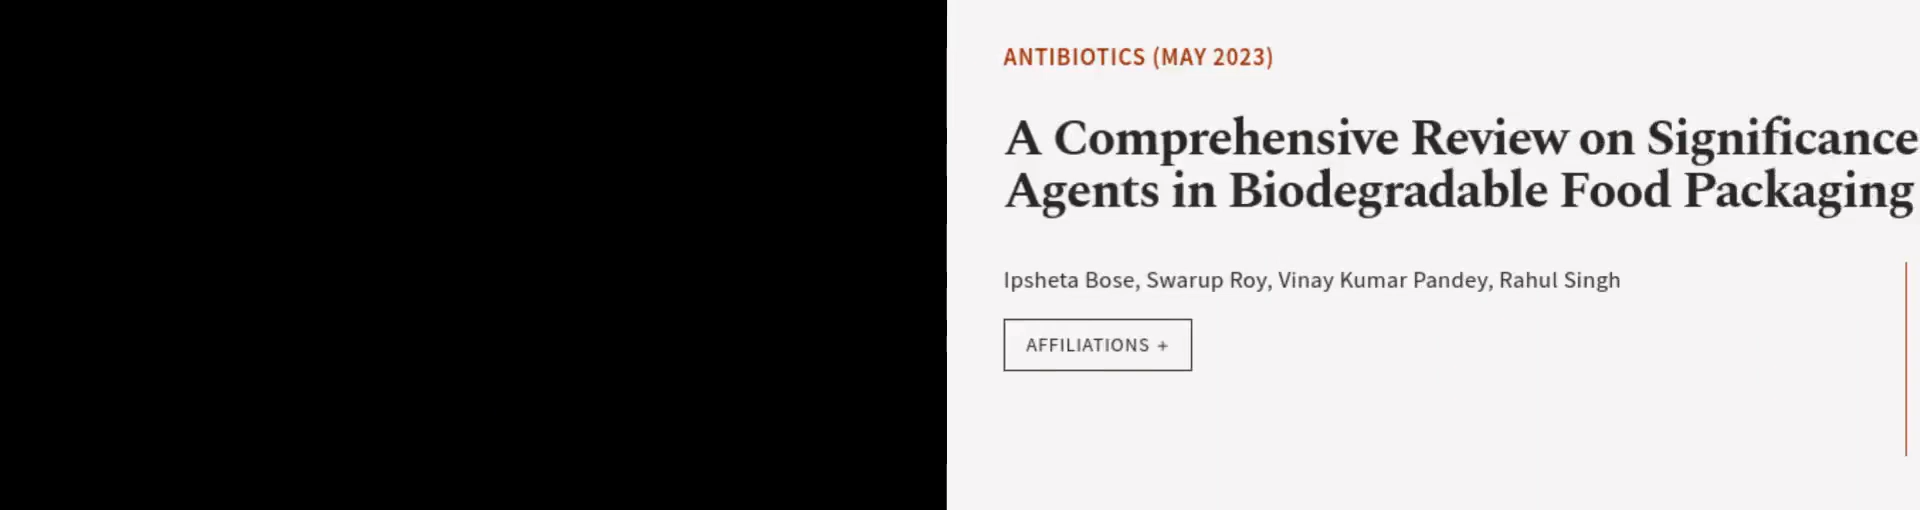 ANTIBIOTICS (MAY 2023)
A Comprehensive Review on Significance
Agents in Biodegradable Food Packaging
Ipsheta Bose, Swarup Roy, Vinay Kumar Pandey, Rahul Singh
AFFILIATIONS +